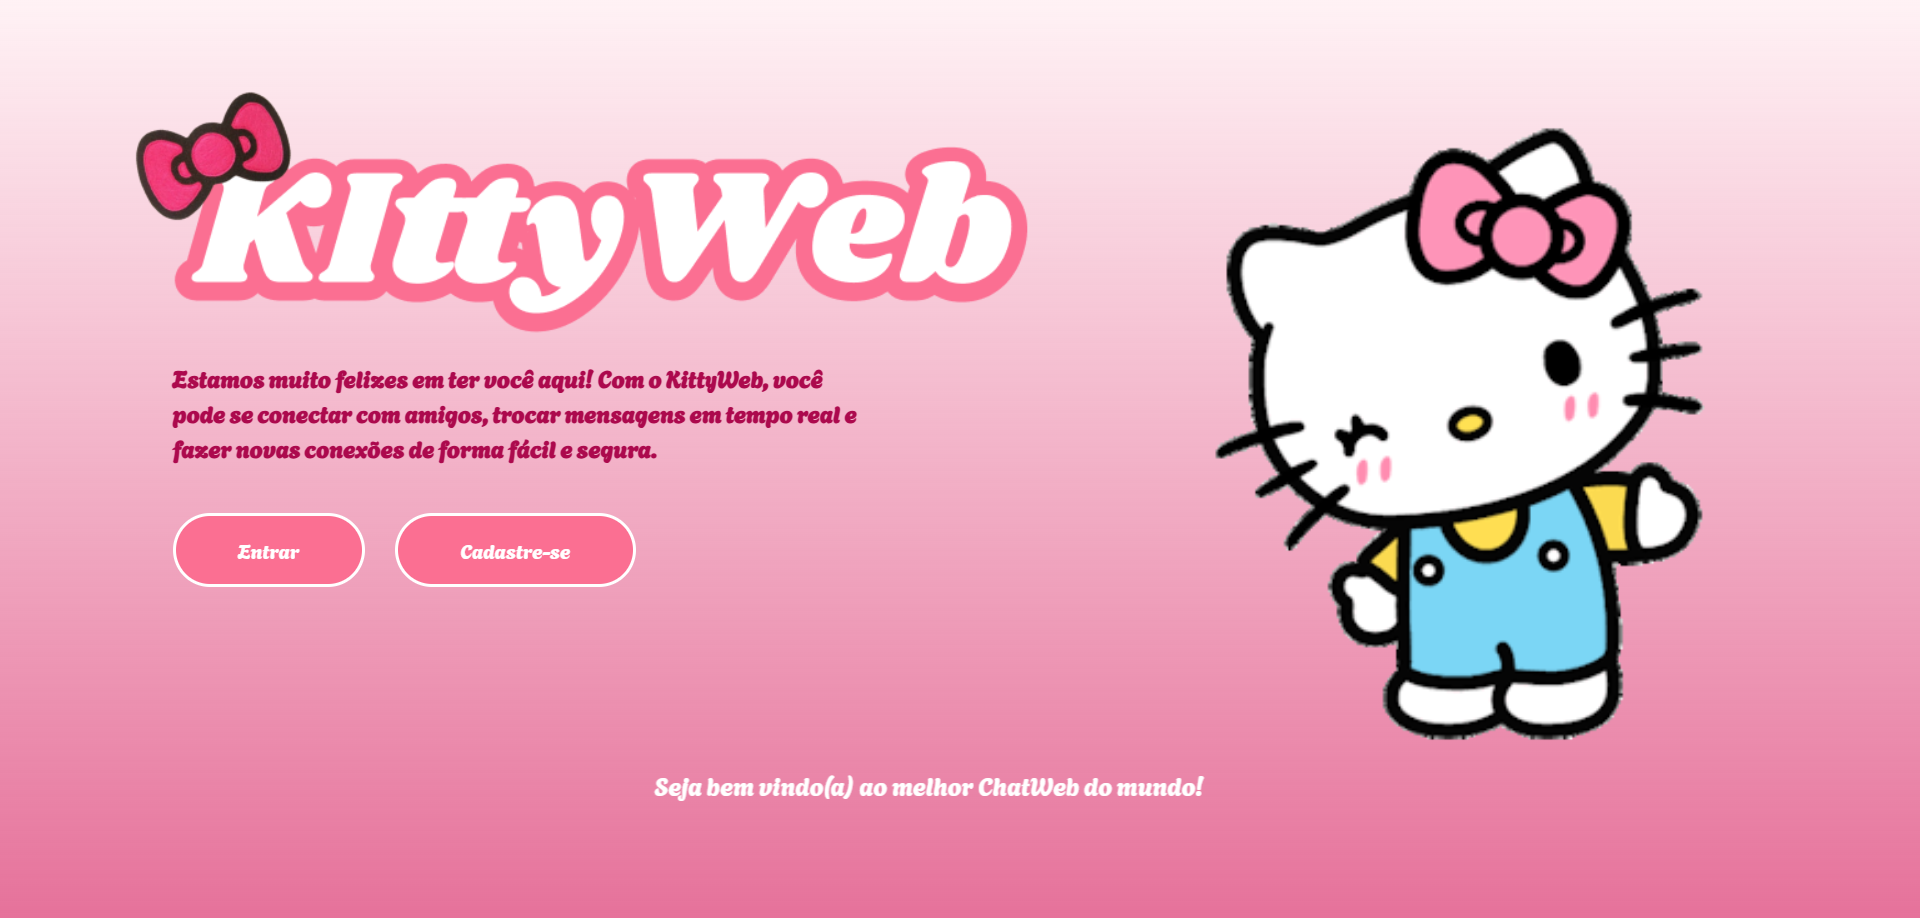 KIttyWeb
Estamos muito felizes em ter você aqui! Com o KittyWeb, você
pode se conectar com amigos, trocar mensagens em tempo real e
fazer novas conexões de forma fácil e segura.
Entrar
Cadastre-se
Seja bem vindo(a) ao melhor ChatWeb do mundo!